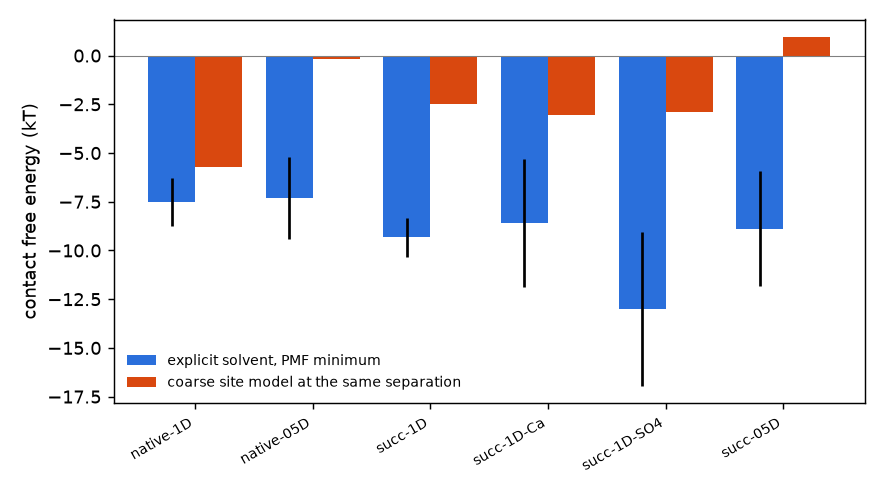 contact free energy (kT)
0.0
−2.5
−5.0
−7.5
−10.0
−12.5
−15.0
−17.5
explicit solvent, PMF minimum
coarse site model at the same separation
native-1D
native-05D
succ-1D
succ-1D-Ca
succ-1D-SO4
succ-05D